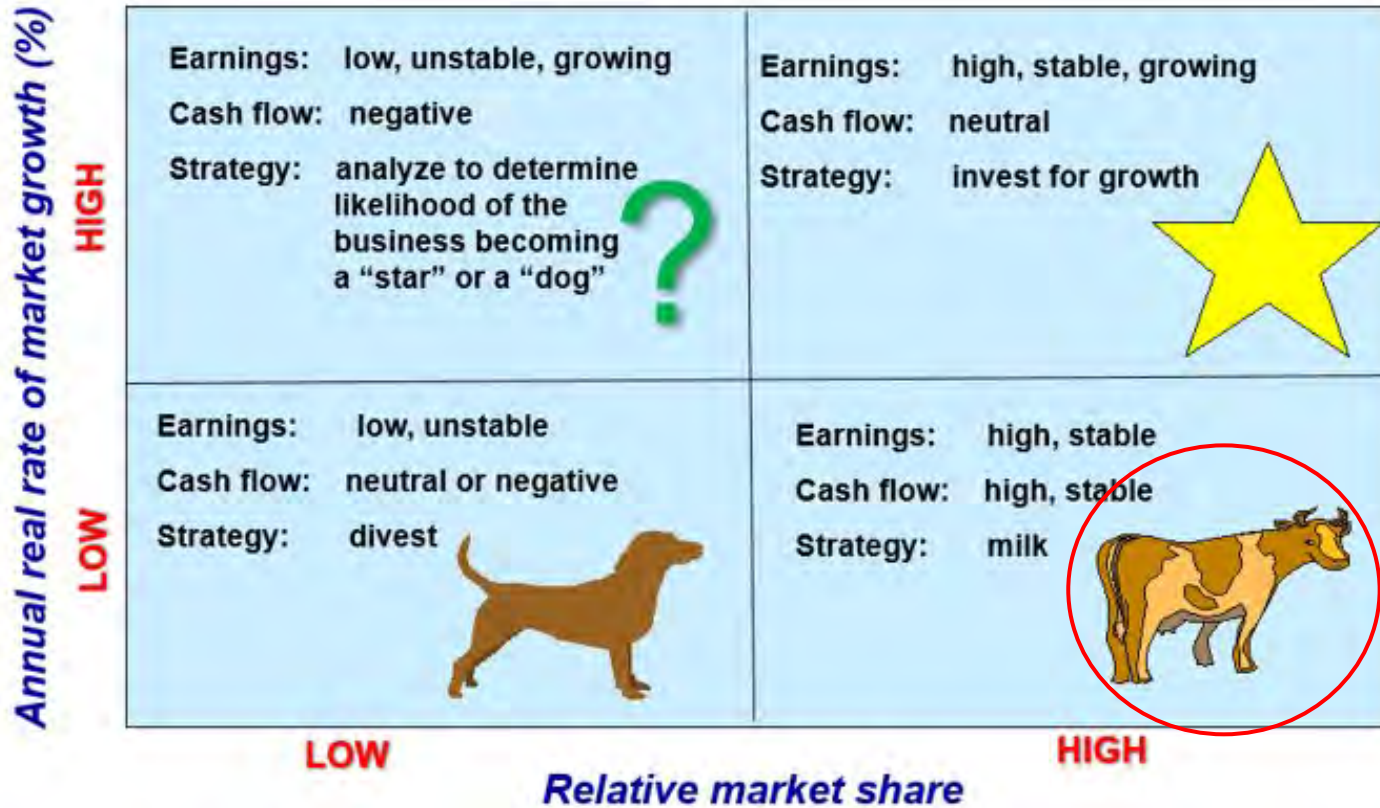 Annual real rate of market growth (%)
HIGH
LOW
Earnings: low, unstable, growing
Cash flow: negative
Strategy: analyze to determine
likelihood of the
business becoming
a “star” or a “dog”
?
Earnings: high, stable, growing
Cash flow: neutral
Strategy: invest for growth
Earnings: low, unstable
Cash flow: neutral or negative
Strategy: divest
Earnings: high, stable
Cash flow: high, stable
Strategy: milk
LOW
HIGH
Relative market share